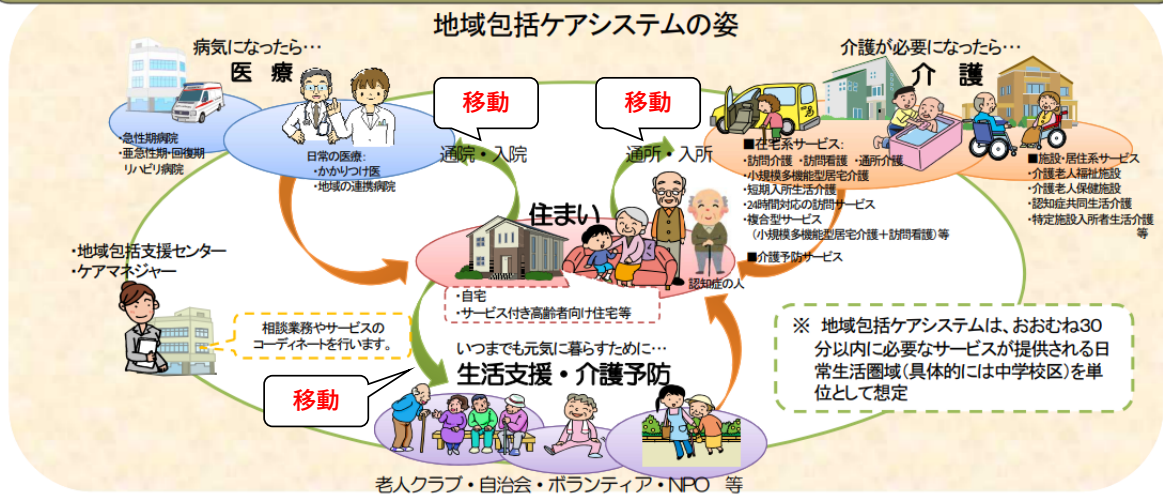 地域包括ケアシステムの姿
病気になったら…
医 療
介護が必要になったら…
介 護
移動
移動
通院・入院
通所・入所
・急性期病院
・亜急性期・回復期
リハビリ病院
日常の医療:
・かかりつけ医
・地域の連携病院
■在宅系サービス:
・訪問介護 ・訪問看護 ・通所介護
・小規模多機能型居宅介護
・短期入所生活介護
・24時間対応の訪問サービス
・複合型サービス
(小規模多機能型居宅介護+訪問看護)等
■介護予防サービス
■施設・居住系サービス
・介護老人福祉施設
・介護老人保健施設
・認知症共同生活介護
・特定施設入所者生活介護
等
住まい
認知症の人
・自宅
・サービス付き高齢者向け住宅等
・地域包括支援センター
・ケアマネジャー
相談業務やサービスの
コーディネートを行います。
移動
いつまでも元気に暮らすために…
生活支援・介護予防
老人クラブ・自治会・ボランティア・NPO 等
※ 地域包括ケアシステムは、おおむね30
分以内に必要なサービスが提供される日
常生活圏域(具体的には中学校区)を単
位として想定